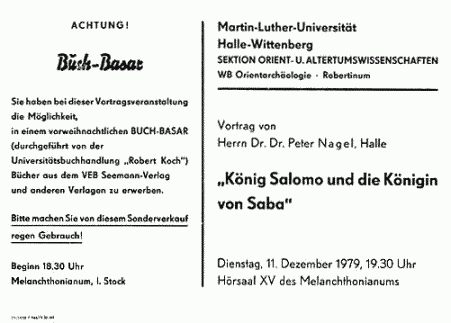 ACHTUNG!
Buch-Basar
Sie haben bei dieser Vortragsveranstaltung
die Möglichkeit,
in einem vorweihnachtlichen BUCH-BASAR
(durchgeführt von der
Universitätsbuchhandlung „Robert Koch")
Bücher aus dem VEB Seemann-Verlag
und anderen Verlagen zu erwerben.
Bitte machen Sie von diesem Sonderverkauf
regen Gebrauch!
Beginn 18.30 Uhr
Melanchthonianum, I. Stock
Martin-Luther-Universität
Halle-Wittenberg
SEKTION ORIENT- U. ALTERTUMSWISSENSCHAFTEN
WB Orientarchäologie · Robertinum
Vortrag von
Herrn Dr. Dr. Peter Nagel, Halle
„König Salomo und die Königin
von Saba"
Dienstag, 11. Dezember 1979, 19.30 Uhr
Hörsaal XV des Melanchthonianums